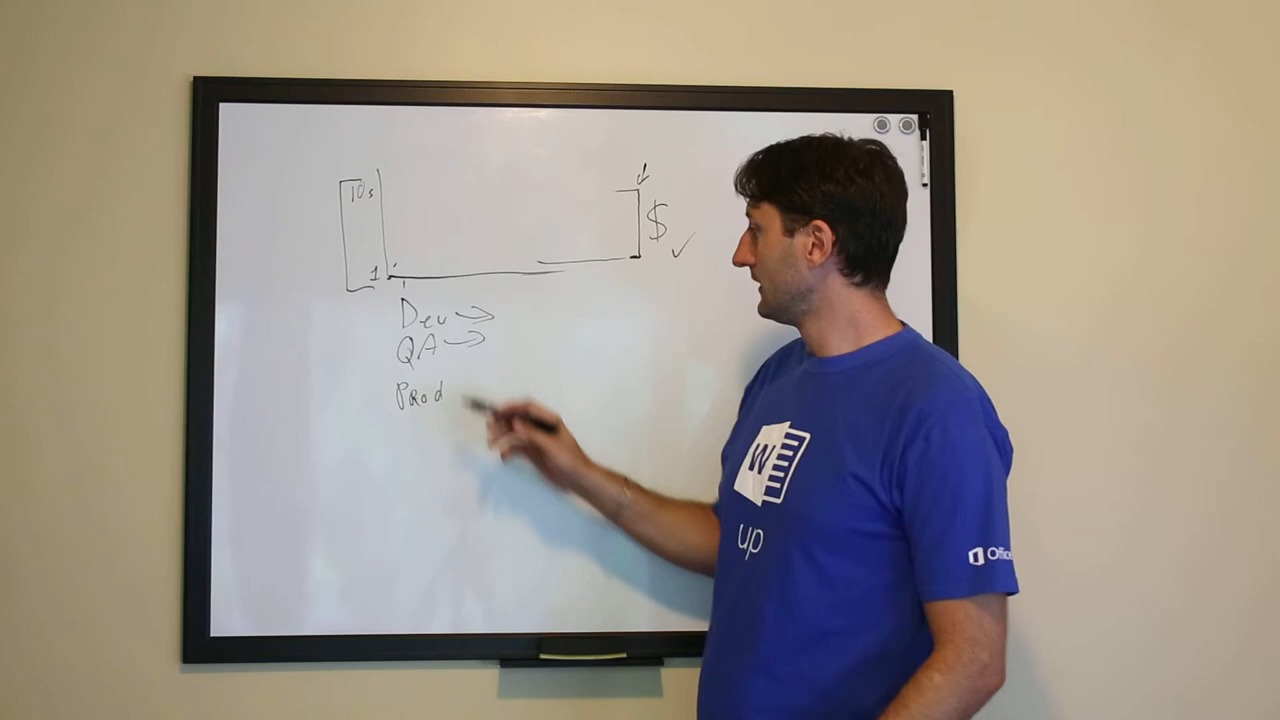 10s
$
1
Dev →
QA →
Prod
W
up
Office